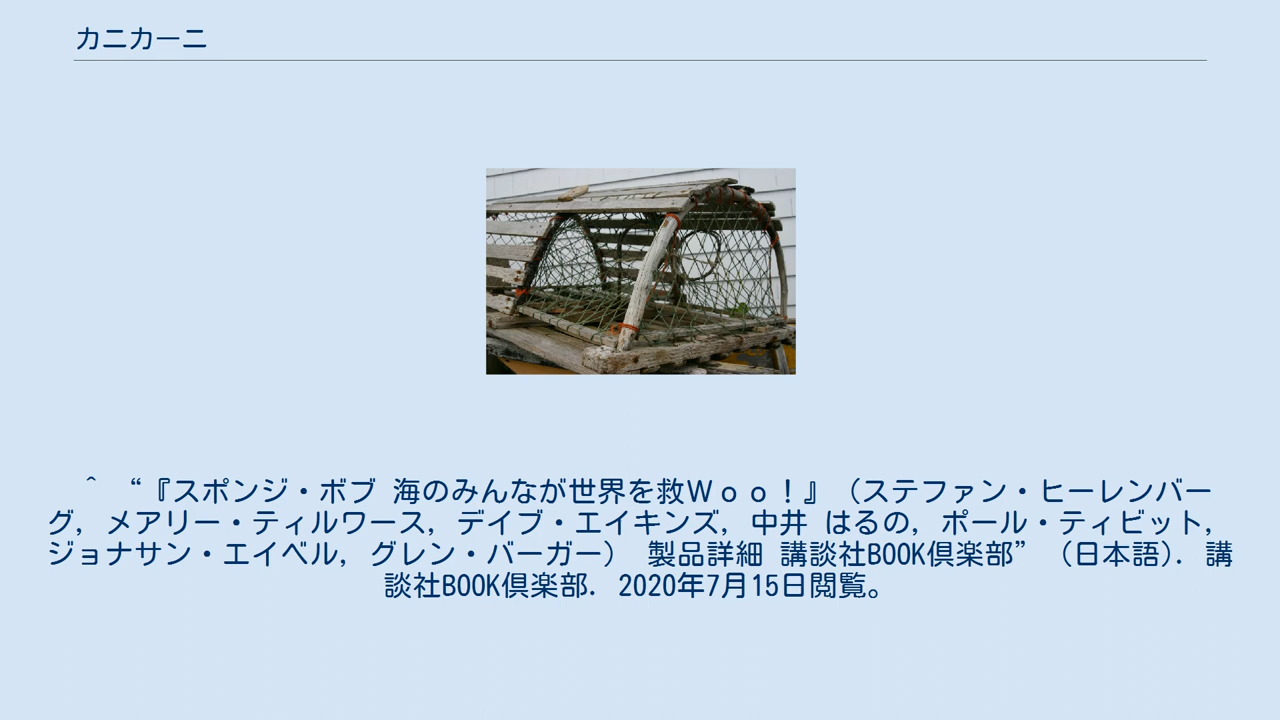 カニカーニ
^ “『スポンジ・ボブ 海のみんなが世界を救Ｗｏｏ！』（ステファン・ヒーレンバー
グ, メアリー・ティルワース, デイブ・エイキンズ, 中井 はるの, ポール・ティビット,
ジョナサン・エイベル, グレン・バーガー） 製品詳細 講談社BOOK倶楽部” （日本語). 講
談社BOOK倶楽部. 2020年7月15日閲覧。